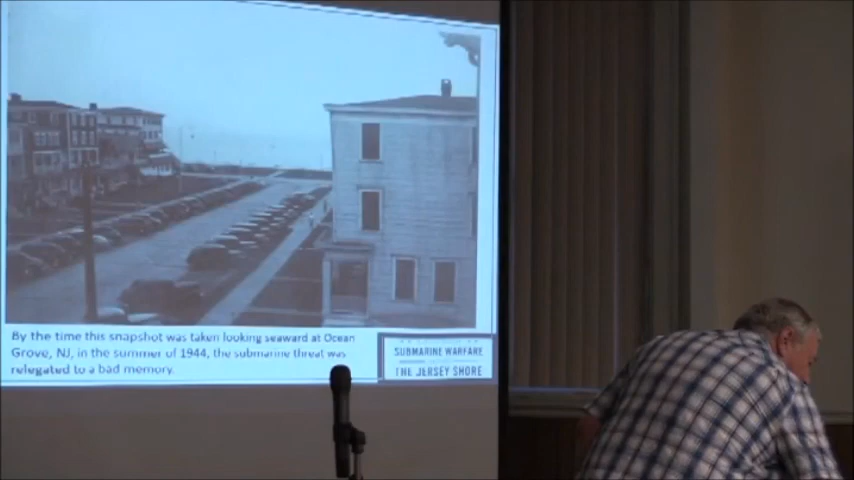 By the time this snapshot was taken looking seaward at Ocean
Grove, NJ, in the summer of 1944, the submarine threat was
relegated to a bad memory.
SUBMARINE WARFARE
THE JERSEY SHORE